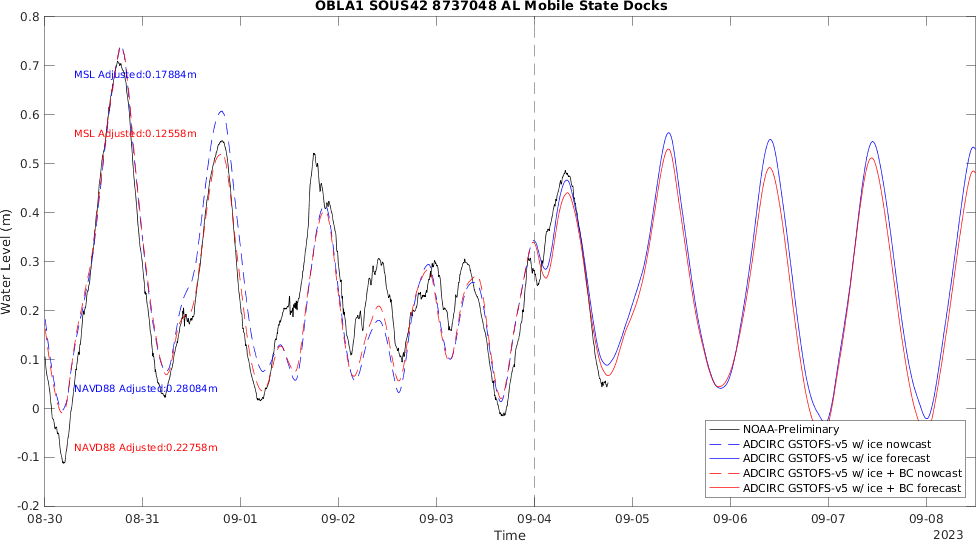 OBLA1 SOUS42 8737048 AL Mobile State Docks
Water Level (m)
0.8
0.7
0.6
0.5
0.4
0.3
0.2
0.1
0
-0.1
-0.2
MSL Adjusted:0.17884m
MSL Adjusted:0.12558m
NAVD88 Adjusted:0.28084m
NAVD88 Adjusted:0.22758m
NOAA-Preliminary
ADCIRC GSTOFS-v5 w/ ice nowcast
ADCIRC GSTOFS-v5 w/ ice forecast
ADCIRC GSTOFS-v5 w/ ice + BC nowcast
ADCIRC GSTOFS-v5 w/ ice + BC forecast
08-30 08-31 09-01 09-02 09-03 09-04 09-05 09-06 09-07 09-08
Time
2023